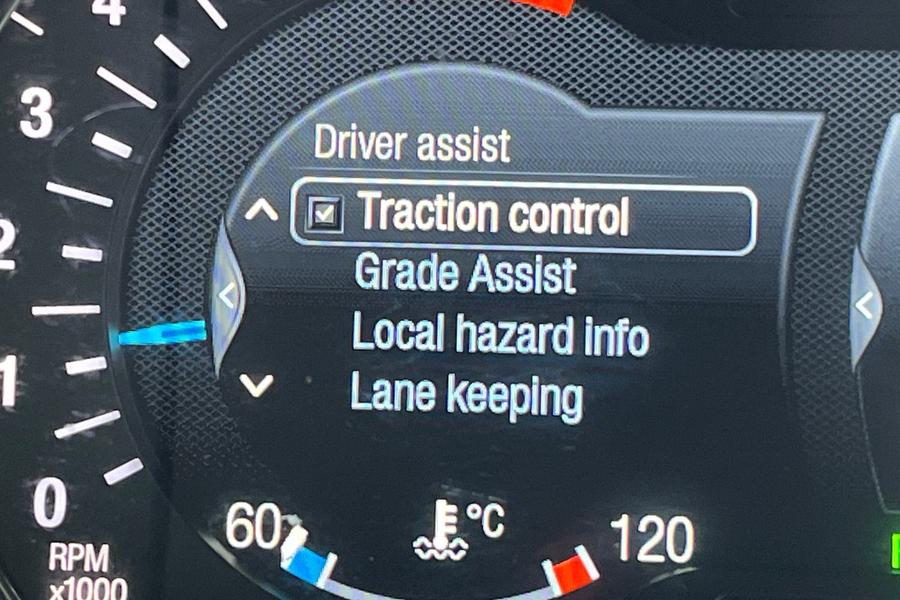 4
3
2
1
0
RPM
x1000
Driver assist
Traction control
Grade Assist
Local hazard info
Lane keeping
60
°C
120